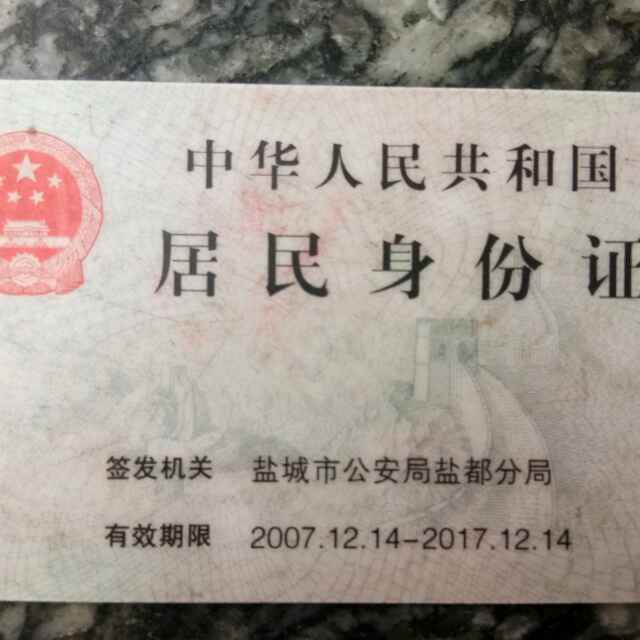 中华人民共和国
居民身份证
签发机关 盐城市公安局盐都分局
有效期限 2007.12.14-2017.12.14